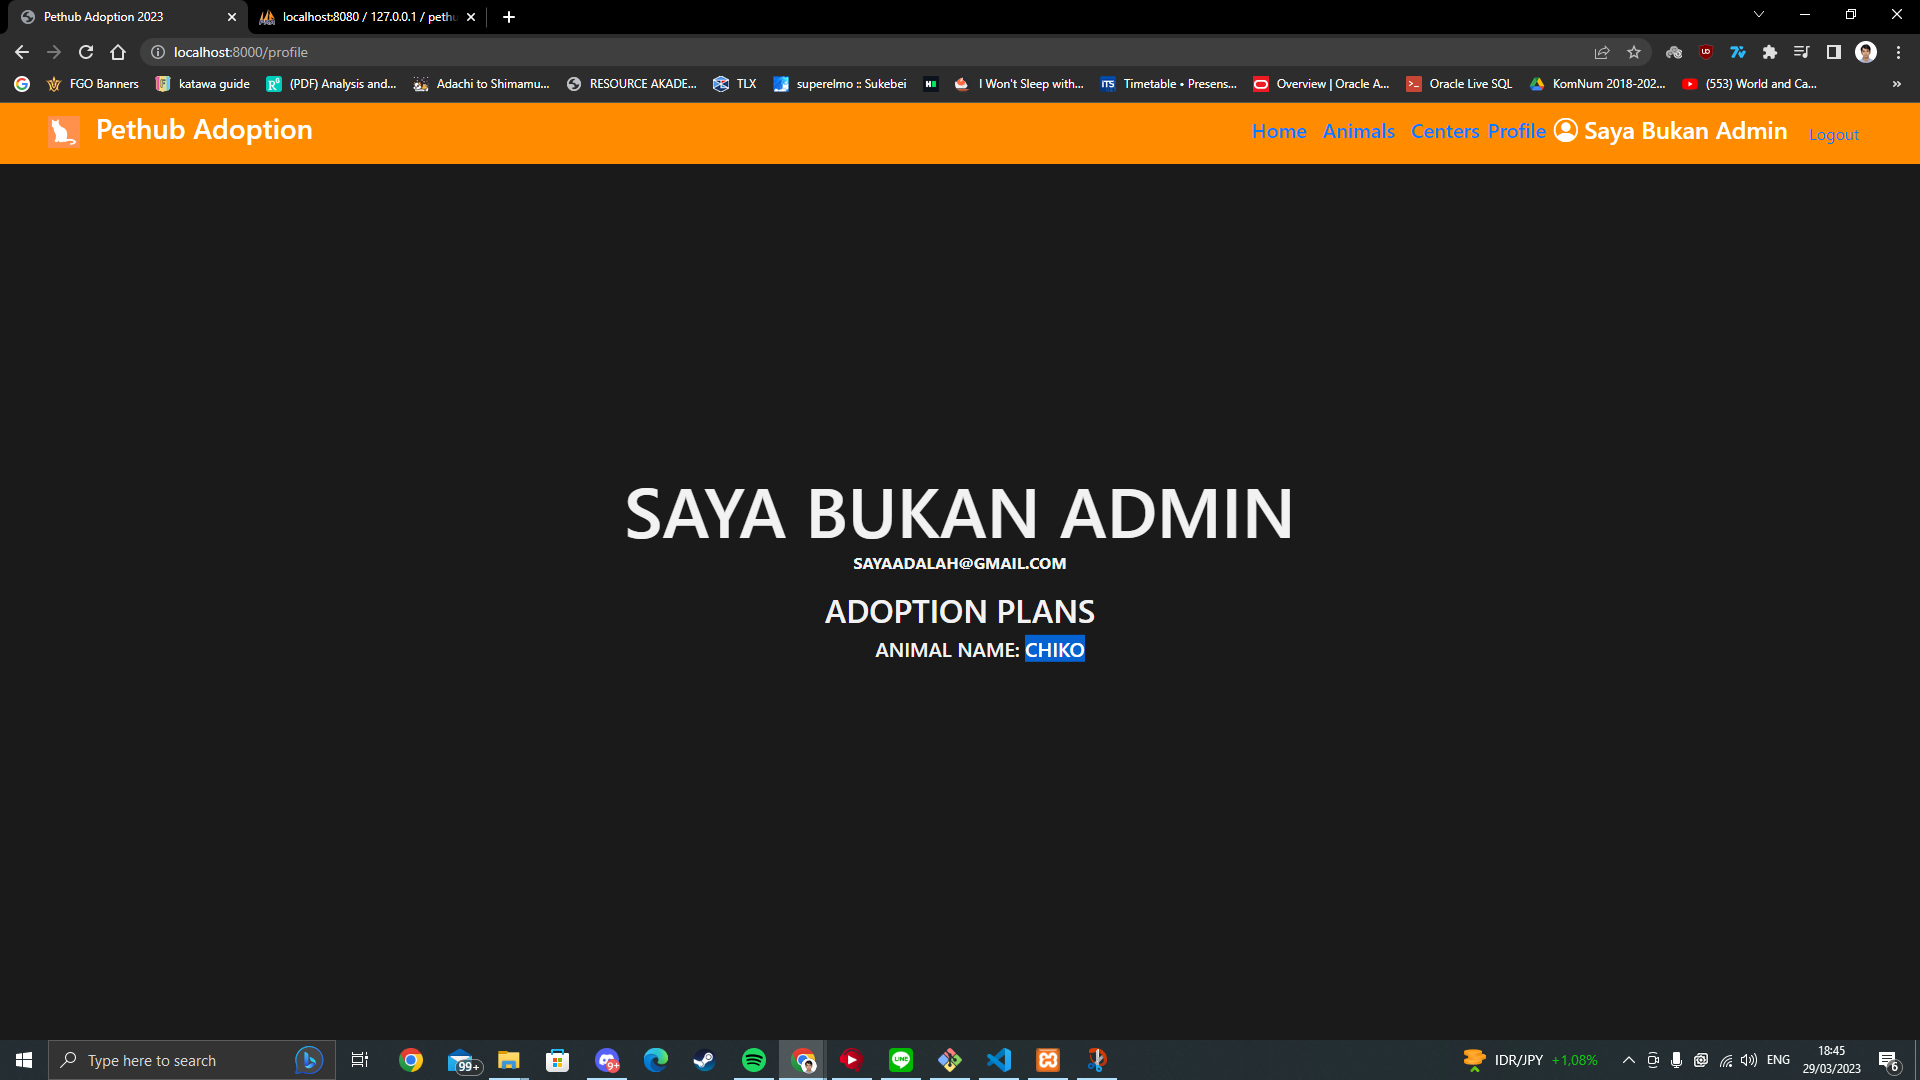 Pethub Adoption 2023
localhost:8080 / 127.0.0.1 / pethu
localhost:8000/profile
FGO Banners
katawa guide
(PDF) Analysis and...
Adachi to Shimamu...
RESOURCE AKADE...
TLX
superelmo :: Sukebei
I Won't Sleep with...
ITS
Timetable • Presens...
Overview | Oracle A...
Oracle Live SQL
KomNum 2018-202...
(553) World and Ca...
»
Pethub Adoption
Home
Animals
Centers
Profile
Saya Bukan Admin
Logout
SAYA BUKAN ADMIN
SAYAADALAH@GMAIL.COM
ADOPTION PLANS
ANIMAL NAME: CHIKO
Type here to search
99+
9+
LINE
IDR/JPY +1,08%
ENG
18:45
29/03/2023
6